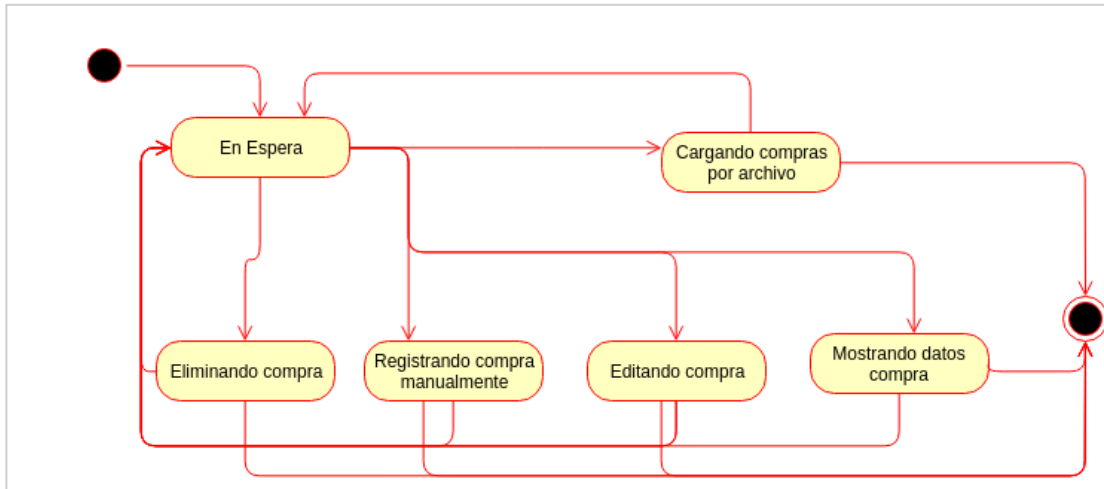 En Espera
Cargando compras
por archivo
Eliminando compra
Registrando compra
manualmente
Editando compra
Mostrando datos
compra